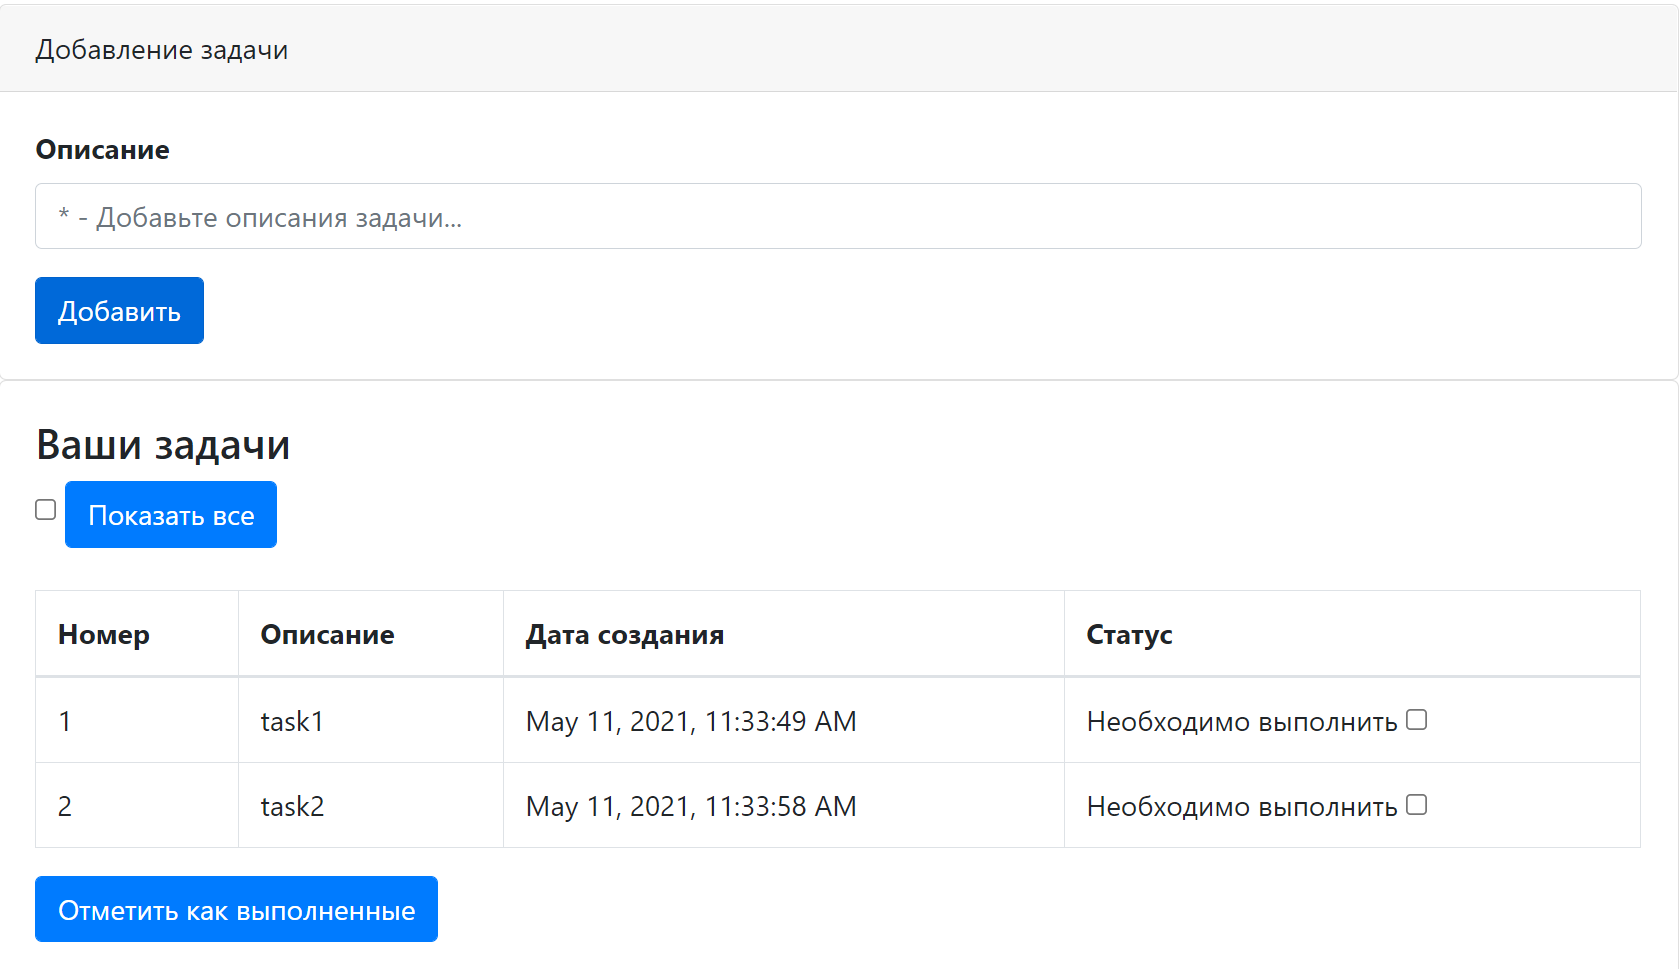 Добавление задачи
Описание
* - Добавьте описания задачи...
Добавить
Ваши задачи
Показать все
Номер Описание Дата создания Статус
1 task1 May 11, 2021, 11:33:49 AM Необходимо выполнить
2 task2 May 11, 2021, 11:33:58 AM Необходимо выполнить
Отметить как выполненные